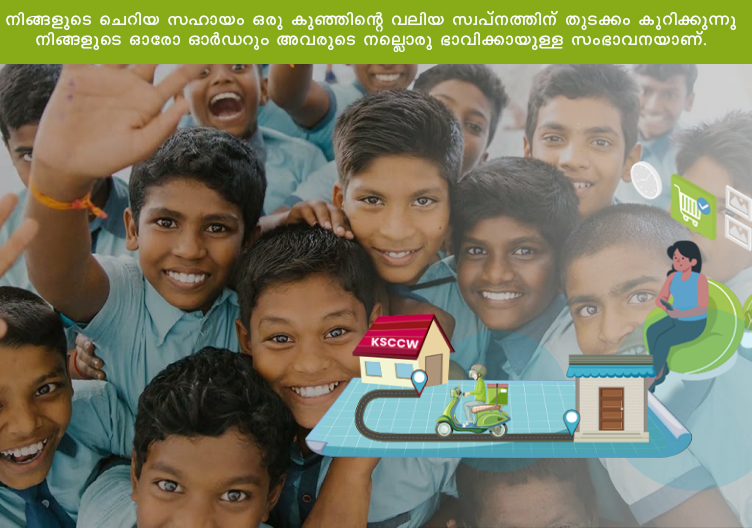 നിങ്ങളുടെ ചെറിയ സഹായം ഒരു കുഞ്ഞിന്റെ വലിയ സ്വപ്നത്തിന് തുടക്കം കുറിക്കുന്നു
നിങ്ങളുടെ ഓരോ ഓർഡറും അവരുടെ നല്ലൊരു ഭാവിക്കായുള്ള സംഭാവനയാണ്.
KSCCW